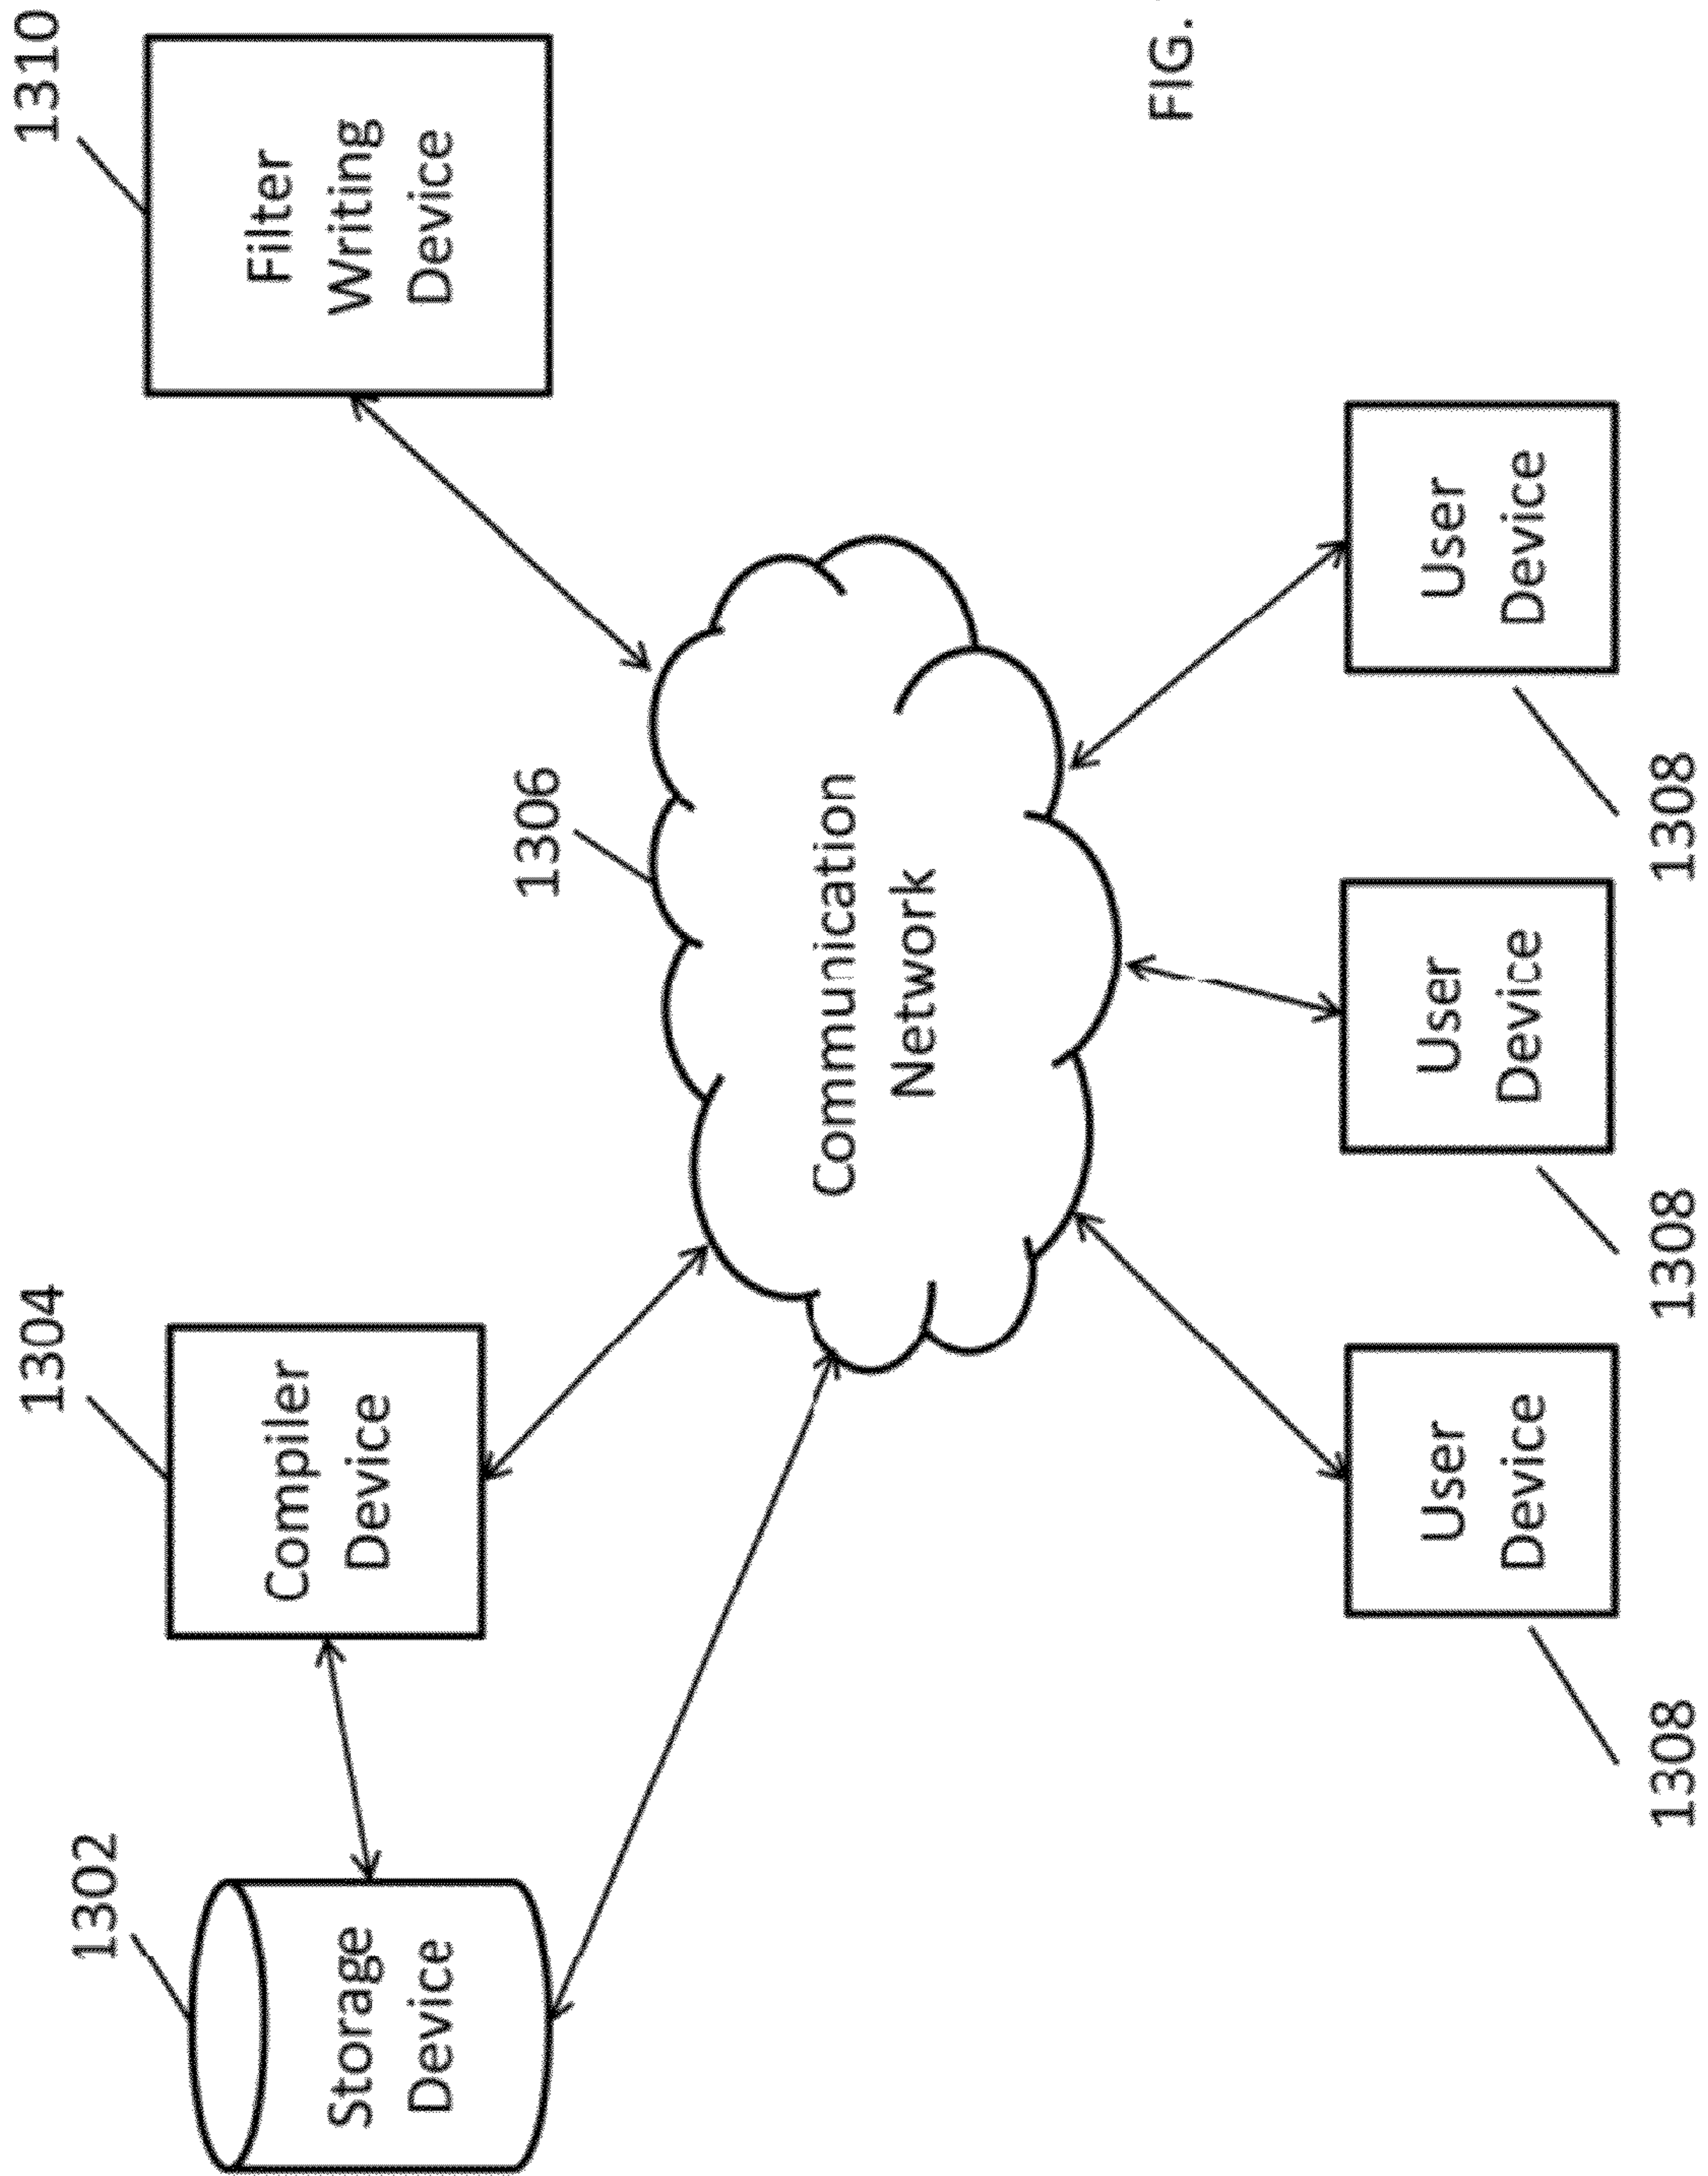 1302
1304
1310
Storage
Device
Compiler
Device
Filter
Writing
Device
1306
Communication
Network
User
Device
User
Device
User
Device
1308
1308
1308
FIG.